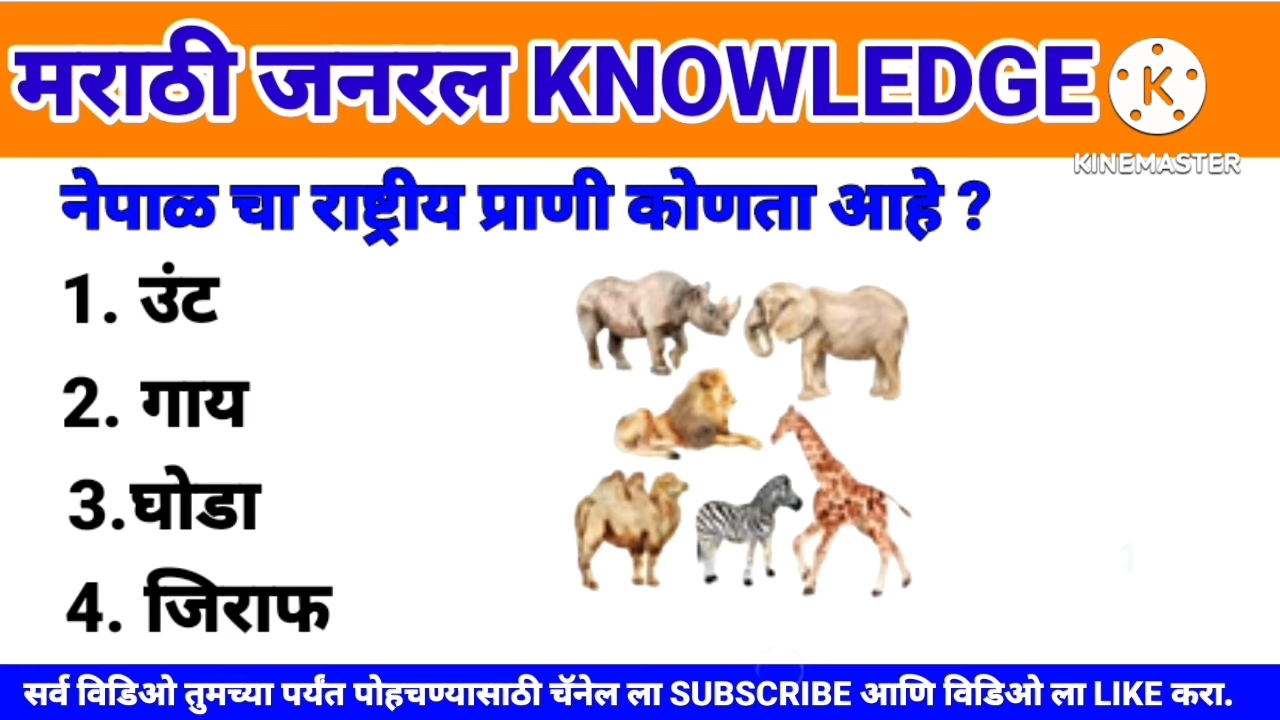 मराठी जनरल KNOWLEDGE
K
KINEMASTER
नेपाळ चा राष्ट्रीय प्राणी कोणता आहे ?
1. उंट
2. गाय
3.घोडा
4. जिराफ
सर्व विडिओ तुमच्या पर्यंत पोहचण्यासाठी चॅनेल ला SUBSCRIBE आणि विडिओ ला LIKE करा.